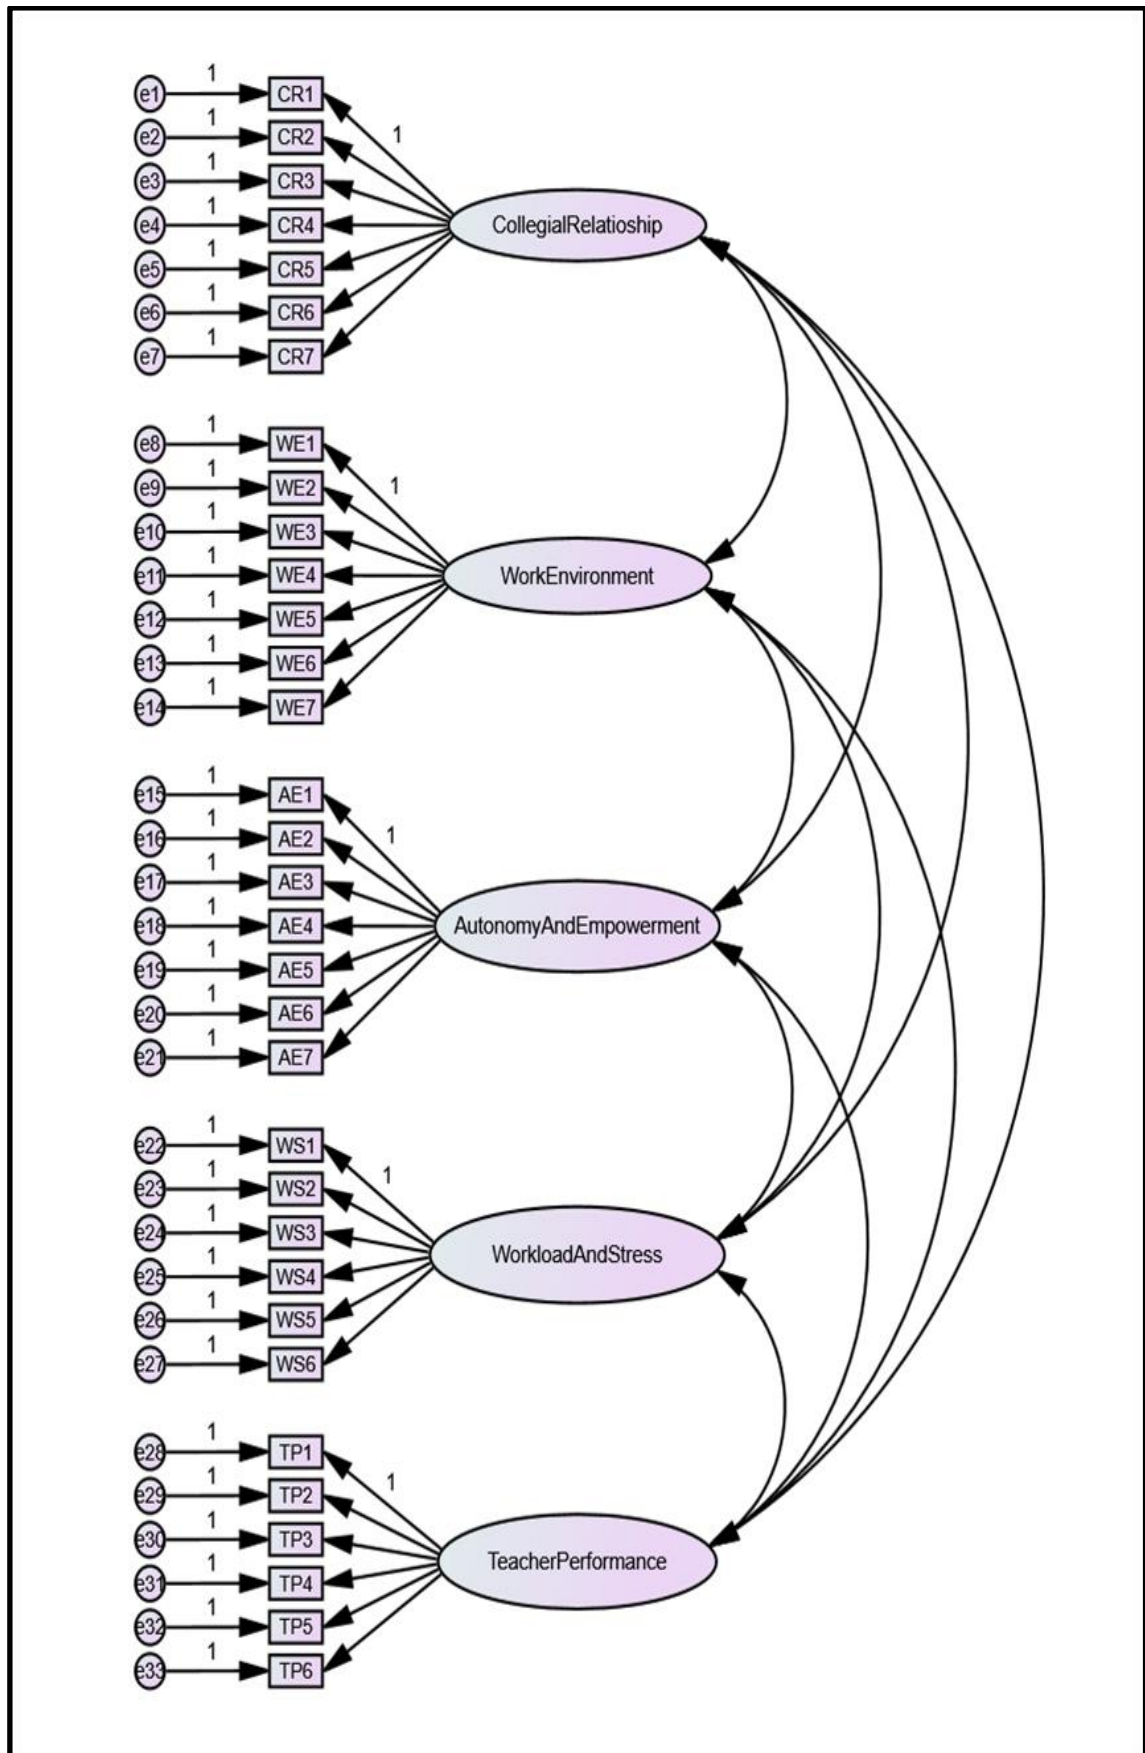 1
e1 CR1
1
1
e2 CR2
1
e3 CR3
1
e4 CR4
CollegialRelatioship
1
e5 CR5
1
e6 CR6
1
e7 CR7
1
e8 WE1
1
1
e9 WE2
1
e10 WE3
1
e11 WE4
WorkEnvironment
1
e12 WE5
1
e13 WE6
1
e14 WE7
1
e15 AE1
1
1
e16 AE2
1
e17 AE3
1
e18 AE4
AutonomyAndEmpowerment
1
e19 AE5
1
e20 AE6
1
e21 AE7
1
e22 WS1
1
1
e23 WS2
1
e24 WS3
WorkloadAndStress
1
e25 WS4
1
e26 WS5
1
e27 WS6
1
e28 TP1
1
1
e29 TP2
1
e30 TP3
TeacherPerformance
1
e31 TP4
1
e32 TP5
1
e33 TP6